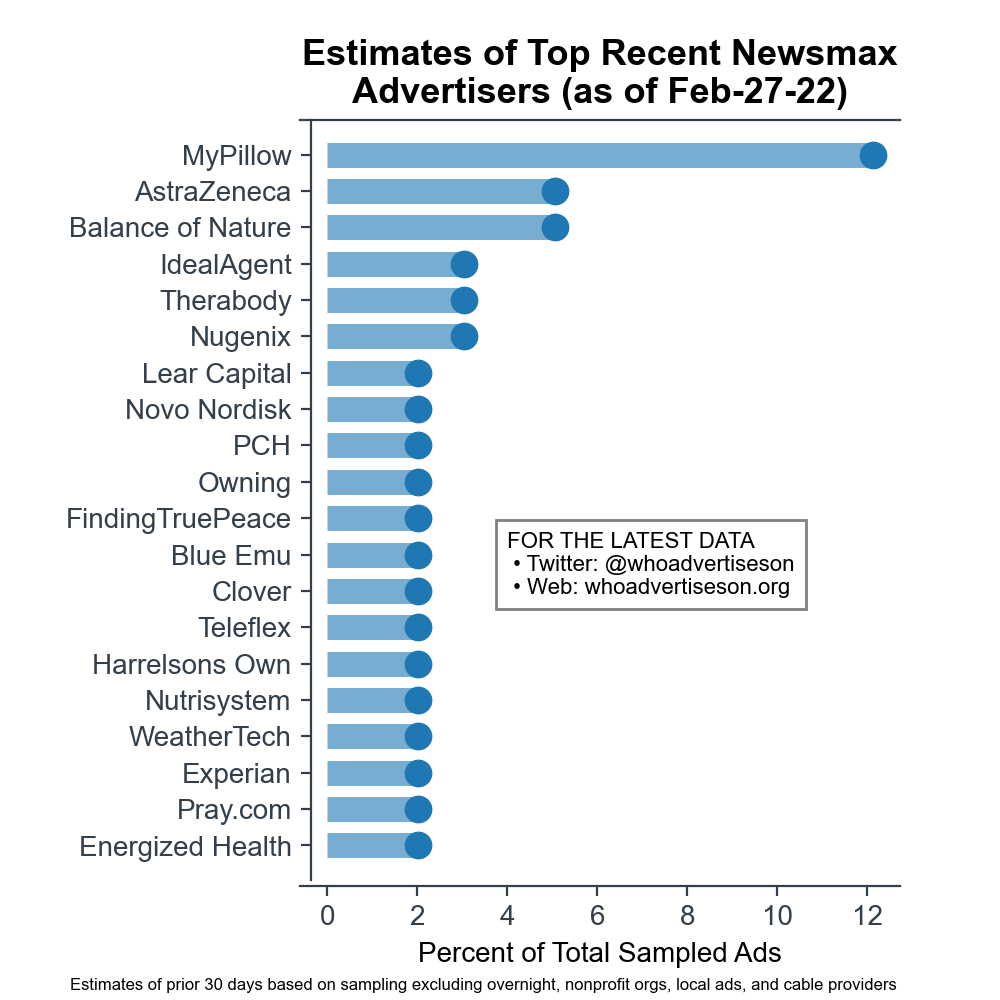 Estimates of Top Recent Newsmax
Advertisers (as of Feb-27-22)
MyPillow
AstraZeneca
Balance of Nature
IdealAgent
Therabody
Nugenix
Lear Capital
Novo Nordisk
PCH
Owning
FindingTruePeace
Blue Emu
Clover
Teleflex
Harrelsons Own
Nutrisystem
WeatherTech
Experian
Pray.com
Energized Health
FOR THE LATEST DATA
• Twitter: @whoadvertiseson
• Web: whoadvertiseson.org
0 2 4 6 8 10 12
Percent of Total Sampled Ads
Estimates of prior 30 days based on sampling excluding overnight, nonprofit orgs, local ads, and cable providers